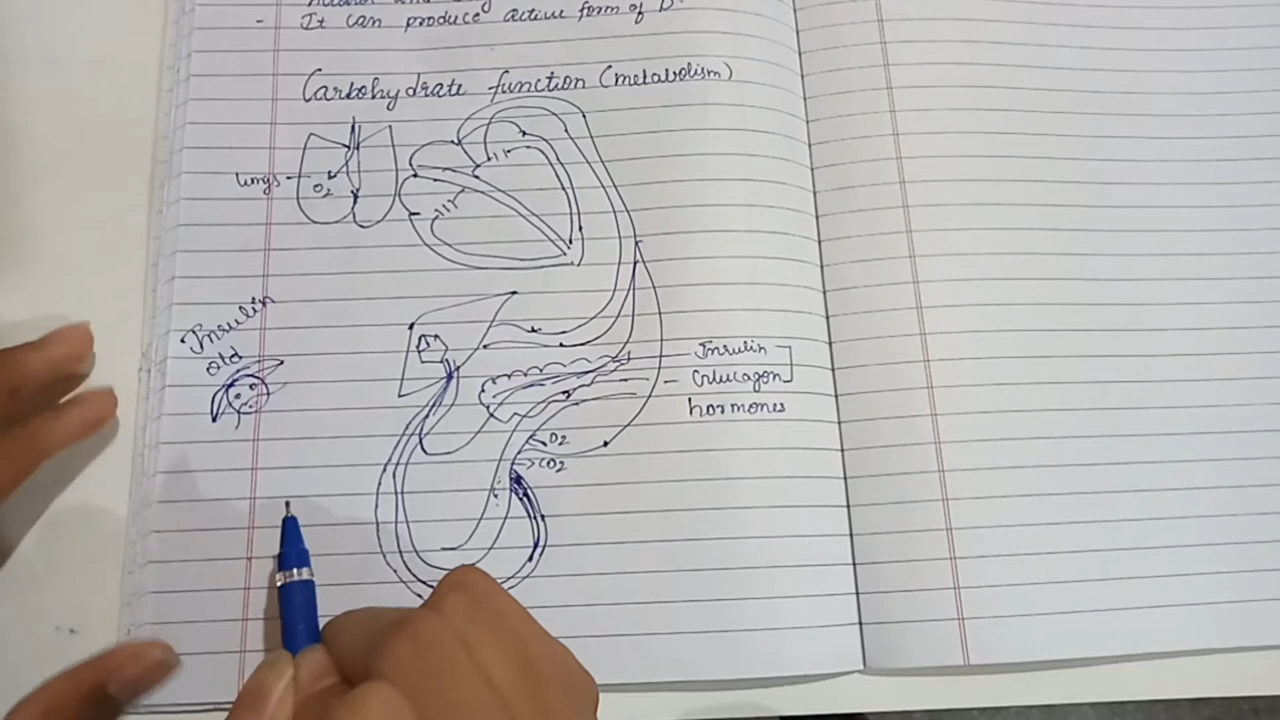 - It can produce active form of D.
Carbohydrate function (metabolism)
lungs
O2
Insulin
old
Insulin
- Glucagon
hormones
O2
CO2